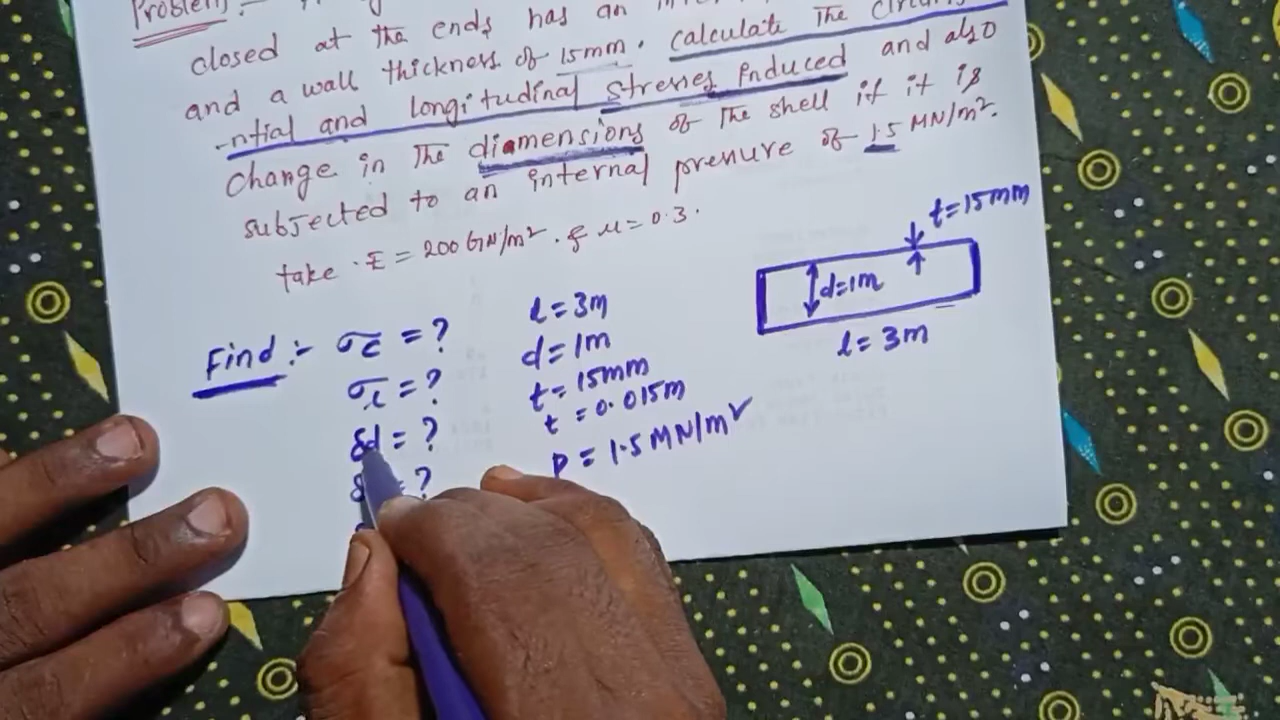 Problem :-
closed at the ends has an
and a wall thickness of 15mm. calculate the
-ntial and longitudinal stresses induced and also
change in the diamensions of the shell if it is
subjected to an internal pressure of 1.5 MN/m².
take . E = 200 GN/m² . & μ = 0.3 .
t=15mm
d=1m
l = 3m
Find :- σc = ?
σL = ?
δd = ?
= ?
l = 3m
d = 1m
t = 15mm
t = 0.015m
P = 1.5 MN/m²